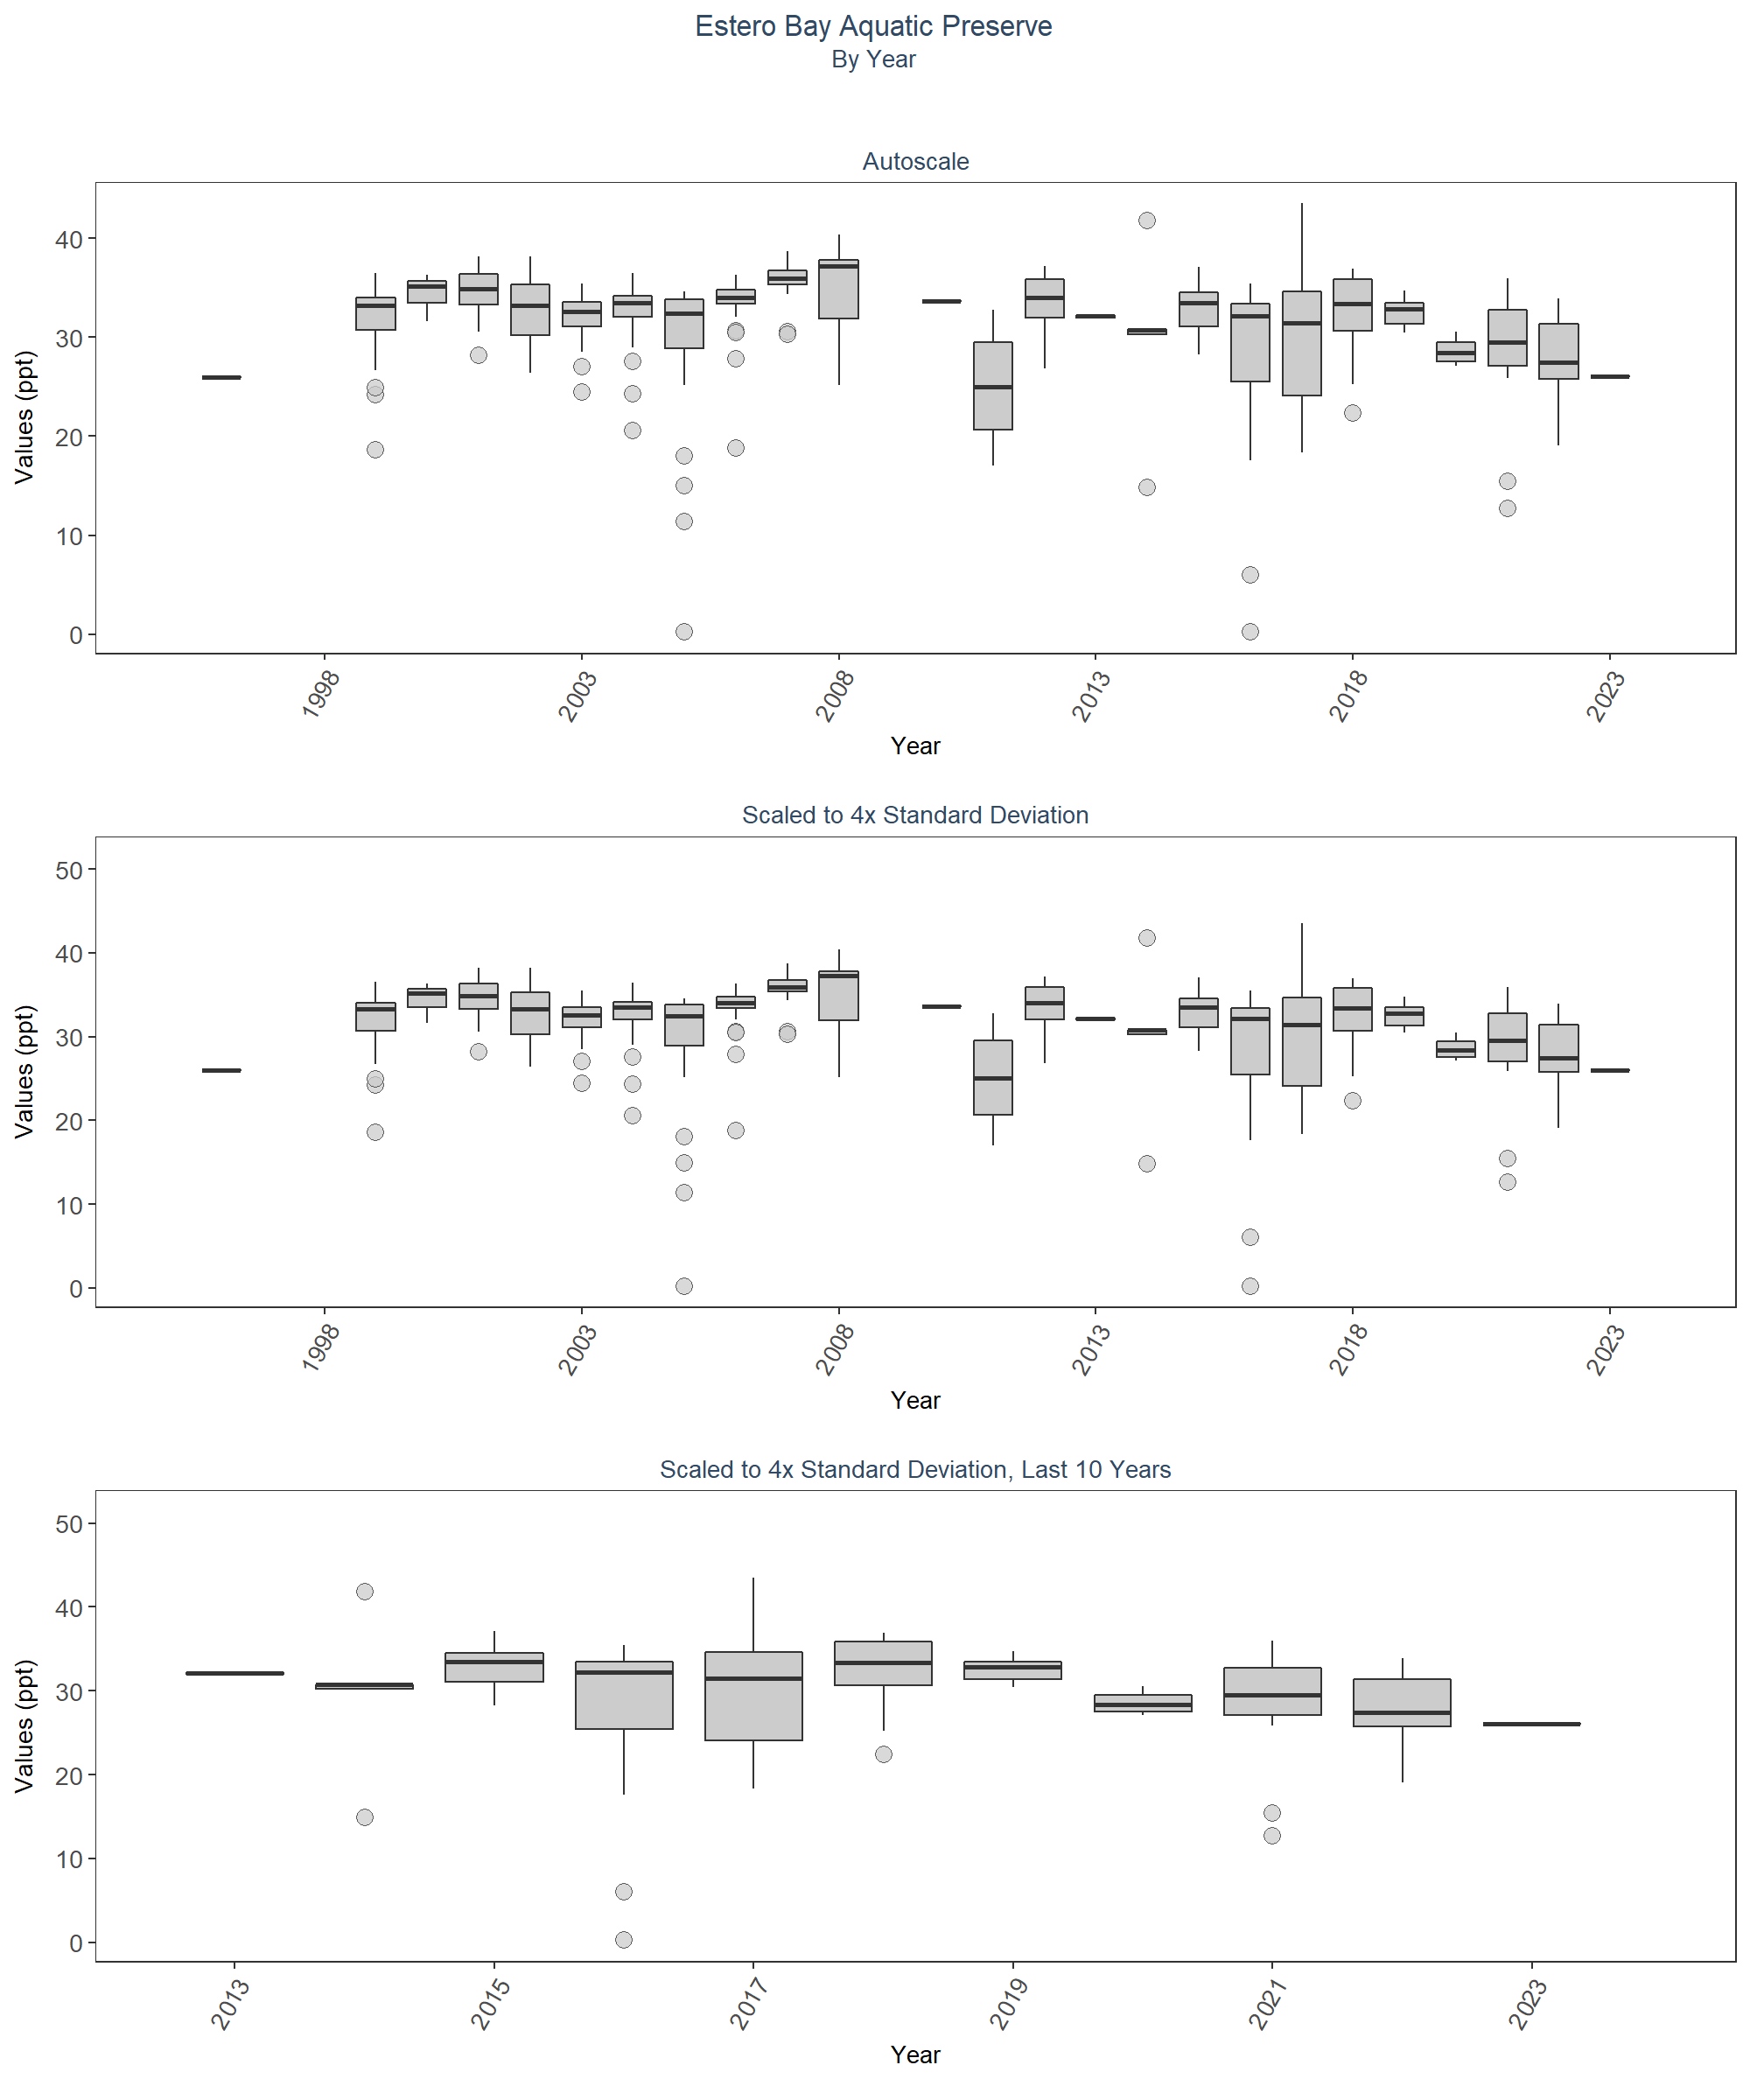 Estero Bay Aquatic Preserve
By Year
Autoscale
Values (ppt)
40
30
20
10
0
1998 2003 2008 2013 2018 2023
Year
Scaled to 4x Standard Deviation
Values (ppt)
50
40
30
20
10
0
1998 2003 2008 2013 2018 2023
Year
Scaled to 4x Standard Deviation, Last 10 Years
Values (ppt)
50
40
30
20
10
0
2013 2015 2017 2019 2021 2023
Year